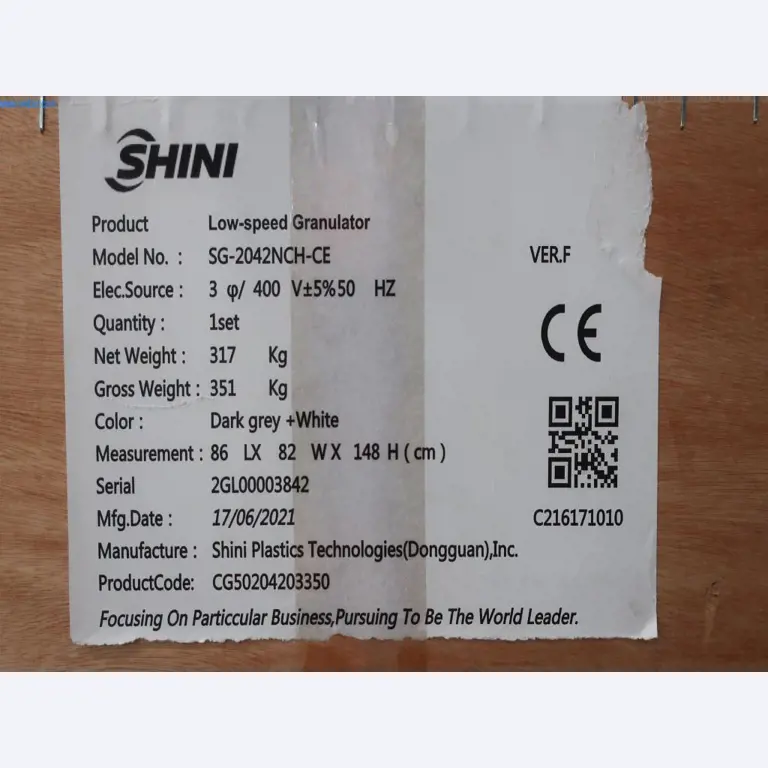 SHINI
Product Low-speed Granulator
Model No. : SG-2042NCH-CE VER.F
Elec.Source : 3 φ/ 400 V±5%50 HZ
Quantity : 1set
Net Weight : 317 Kg
Gross Weight : 351 Kg
Color : Dark grey +White
Measurement : 86 LX 82 W X 148 H ( cm )
Serial 2GL00003842
Mfg.Date : 17/06/2021
Manufacture : Shini Plastics Technologies(Dongguan),Inc.
ProductCode: CG50204203350
Focusing On Particcular Business,Pursuing To Be The World Leader.
CE
C216171010